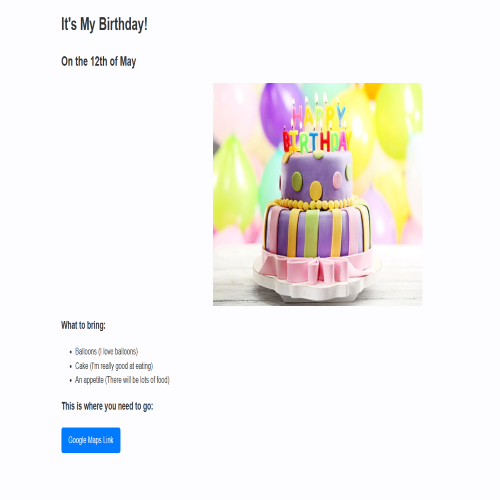 It's My Birthday!
On the 12th of May
HAPPY
BIRTHDAY
What to bring:
Balloons (I love balloons)
Cake (I'm really good at eating)
An appetite (There will be lots of food)
This is where you need to go:
Google Maps Link